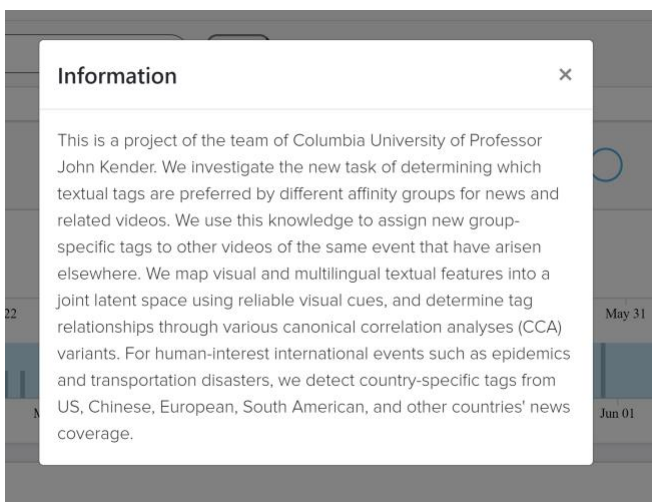 Information ×
This is a project of the team of Columbia University of Professor
John Kender. We investigate the new task of determining which
textual tags are preferred by different affinity groups for news and
related videos. We use this knowledge to assign new group-
specific tags to other videos of the same event that have arisen
elsewhere. We map visual and multilingual textual features into a
joint latent space using reliable visual cues, and determine tag
relationships through various canonical correlation analyses (CCA)
variants. For human-interest international events such as epidemics
and transportation disasters, we detect country-specific tags from
US, Chinese, European, South American, and other countries' news
coverage.
22
May 31
Jun 01